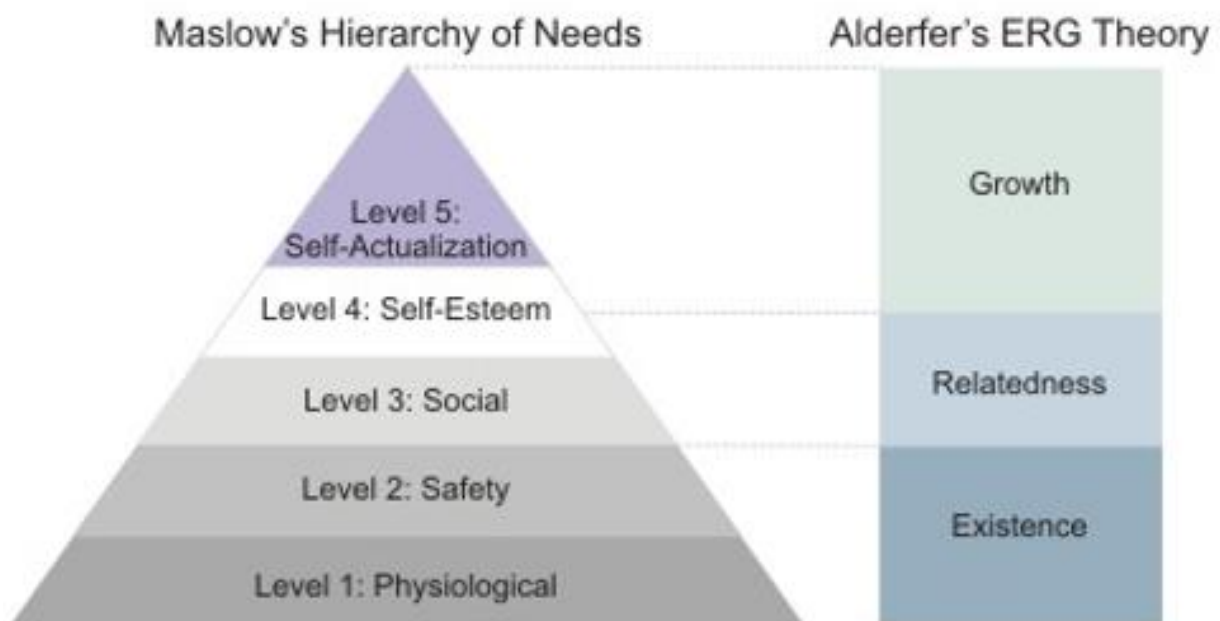 Maslow's Hierarchy of Needs
Alderfer's ERG Theory
Level 5:
Self-Actualization
Level 4: Self-Esteem
Level 3: Social
Level 2: Safety
Level 1: Physiological
Growth
Relatedness
Existence